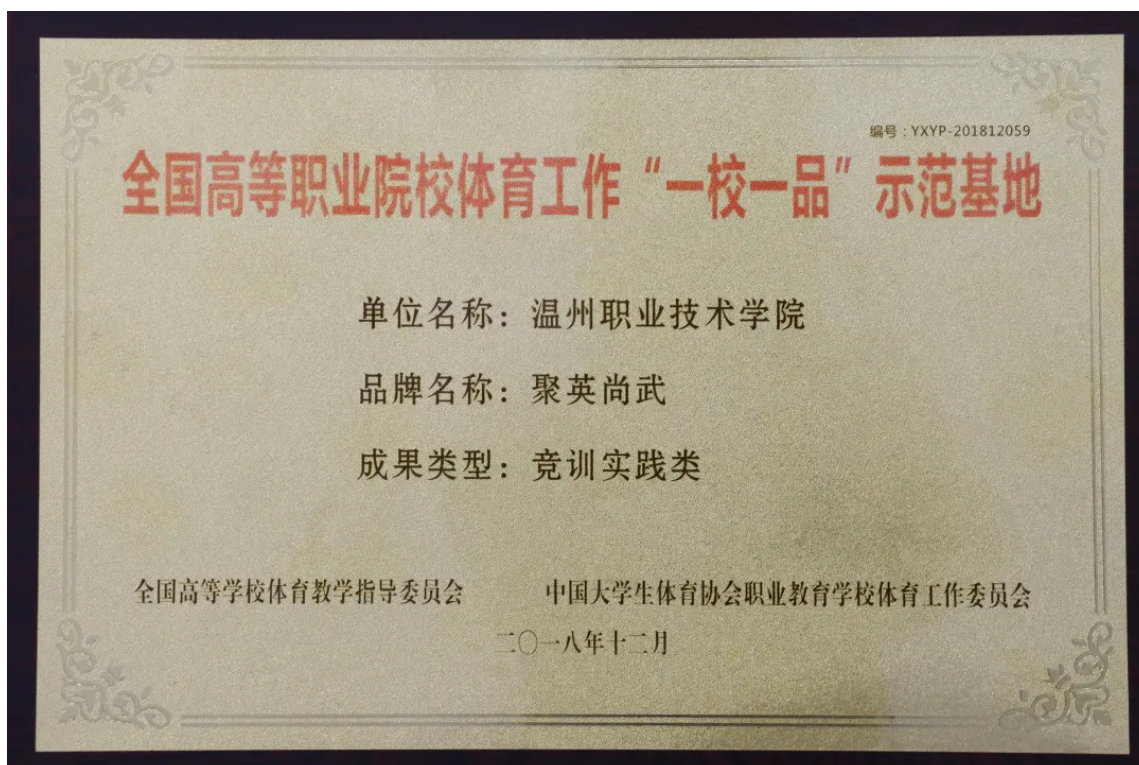 编号：YXYP-201812059
全国高等职业院校体育工作“一校一品”示范基地
单位名称：温州职业技术学院
品牌名称：聚英尚武
成果类型：竞训实践类
全国高等学校体育教学指导委员会 中国大学生体育协会职业教育学校体育工作委员会
二〇一八年十二月